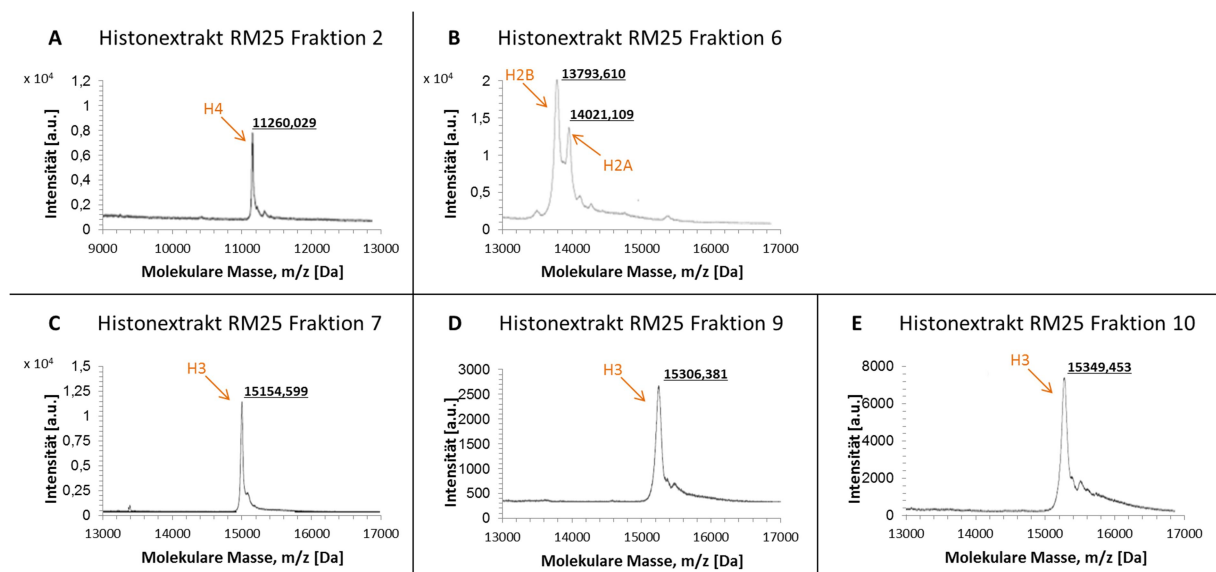 A Histonextrakt RM25 Fraktion 2
x 10⁴
1,2
1
0,8
0,6
0,4
0,2
0
Intensität [a.u.]
H4
11260,029
9000 10000 11000 12000 13000
Molekulare Masse, m/z [Da]
B Histonextrakt RM25 Fraktion 6
x 10⁴
2
1,5
1
0,5
0
Intensität [a.u.]
H2B
13793,610
14021,109
H2A
13000 14000 15000 16000 17000
Molekulare Masse, m/z [Da]
C Histonextrakt RM25 Fraktion 7
x 10⁴
1,5
1,25
1
0,75
0,5
0,25
0
Intensität [a.u.]
H3
15154,599
13000 14000 15000 16000 17000
Molekulare Masse, m/z [Da]
D Histonextrakt RM25 Fraktion 9
3000
2500
2000
1500
1000
500
0
Intensität [a.u.]
H3
15306,381
13000 14000 15000 16000 17000
Molekulare Masse, m/z [Da]
E Histonextrakt RM25 Fraktion 10
8000
6000
4000
2000
0
Intensität [a.u.]
H3
15349,453
13000 14000 15000 16000 17000
Molekulare Masse, m/z [Da]